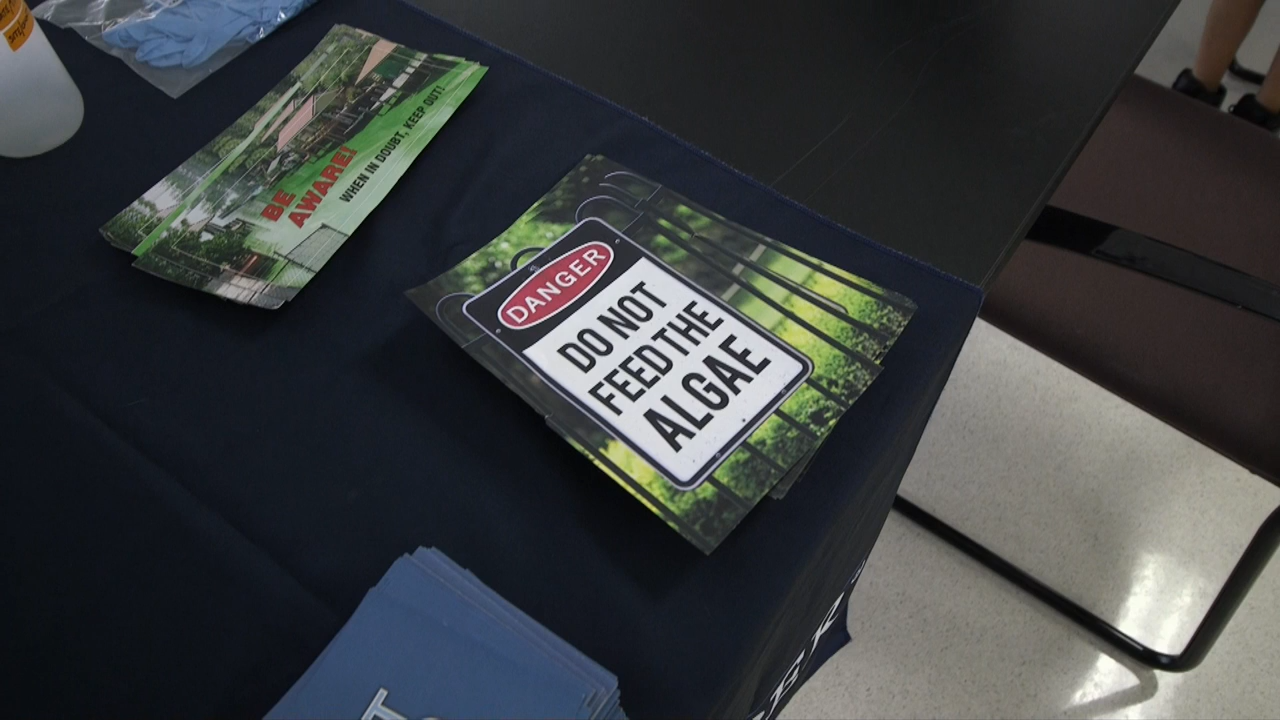 BE
AWARE!
WHEN IN DOUBT, KEEP OUT!
DANGER
DO NOT
FEED THE
ALGAE